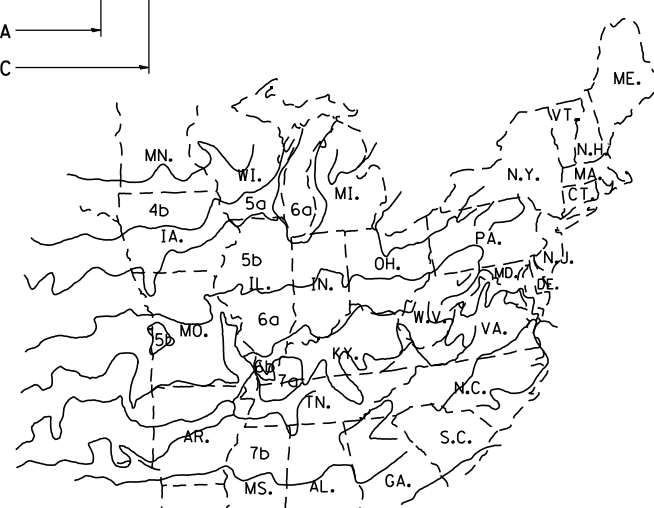 A
C
ME.
VT.
N.H.
MN.
WI.
N.Y.
MA.
MI.
CT.
4b
5a
6a
IA.
PA.
5b
OH.
N.J.
MD.
IL.
IN.
DE.
6a
W.V.
MO.
VA.
5b
KY.
6b
7a
N.C.
TN.
AR.
S.C.
7b
MS.
AL.
GA.